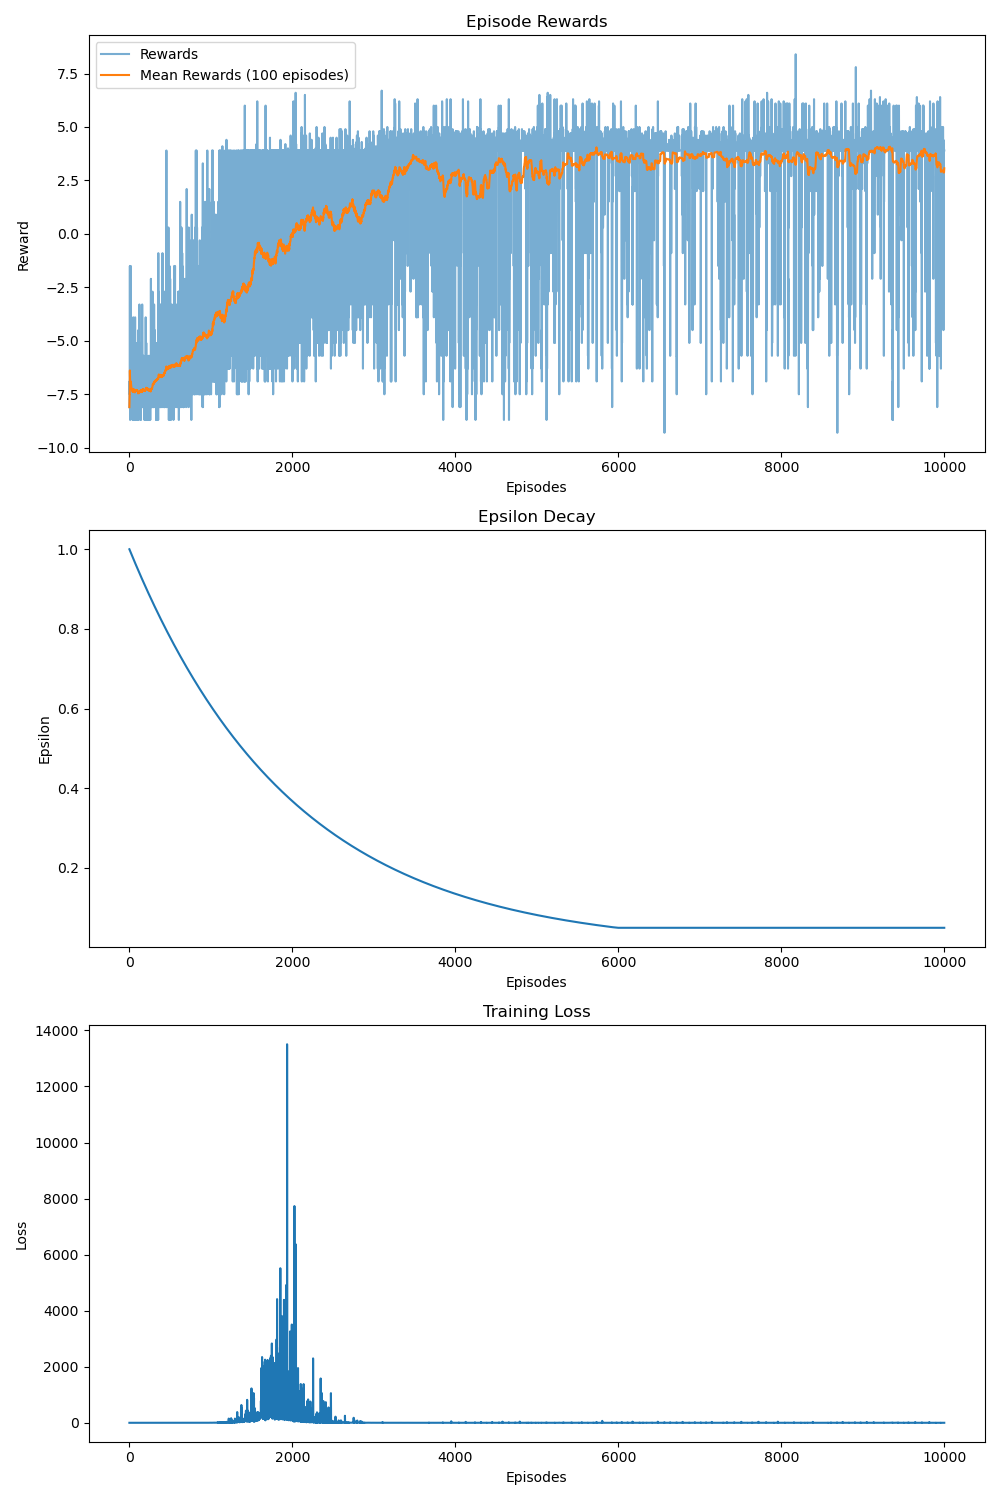 Episode Rewards
Rewards
Mean Rewards (100 episodes)
7.5
5.0
2.5
0.0
−2.5
−5.0
−7.5
−10.0
Reward
0 2000 4000 6000 8000 10000
Episodes
Epsilon Decay
1.0
0.8
0.6
0.4
0.2
Epsilon
0 2000 4000 6000 8000 10000
Episodes
Training Loss
14000
12000
10000
8000
6000
4000
2000
0
Loss
0 2000 4000 6000 8000 10000
Episodes